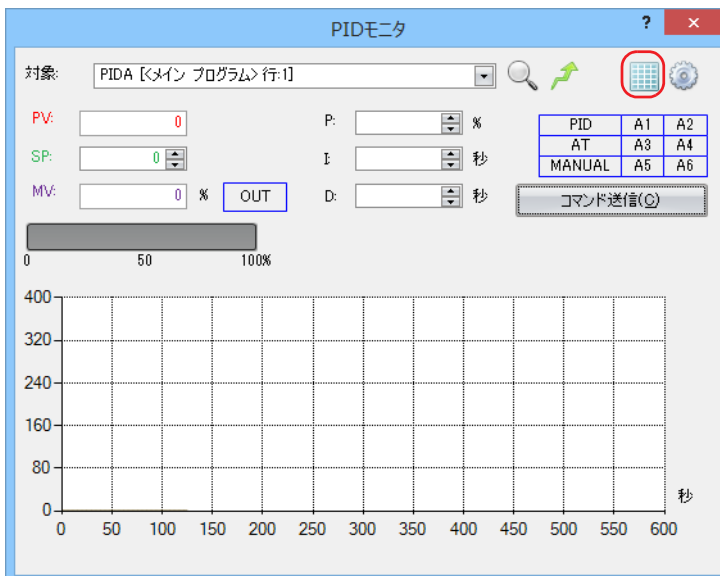 PIDモニタ ? ×
対象: PIDA [<メイン プログラム> 行:1]
PV: 0 P: % PID A1 A2
SP: 0 I: 秒 AT A3 A4
MANUAL A5 A6
MV: 0 % OUT D: 秒 コマンド送信(C)
0 50 100%
400
320
240
160
80
0
秒
0 50 100 150 200 250 300 350 400 450 500 550 600